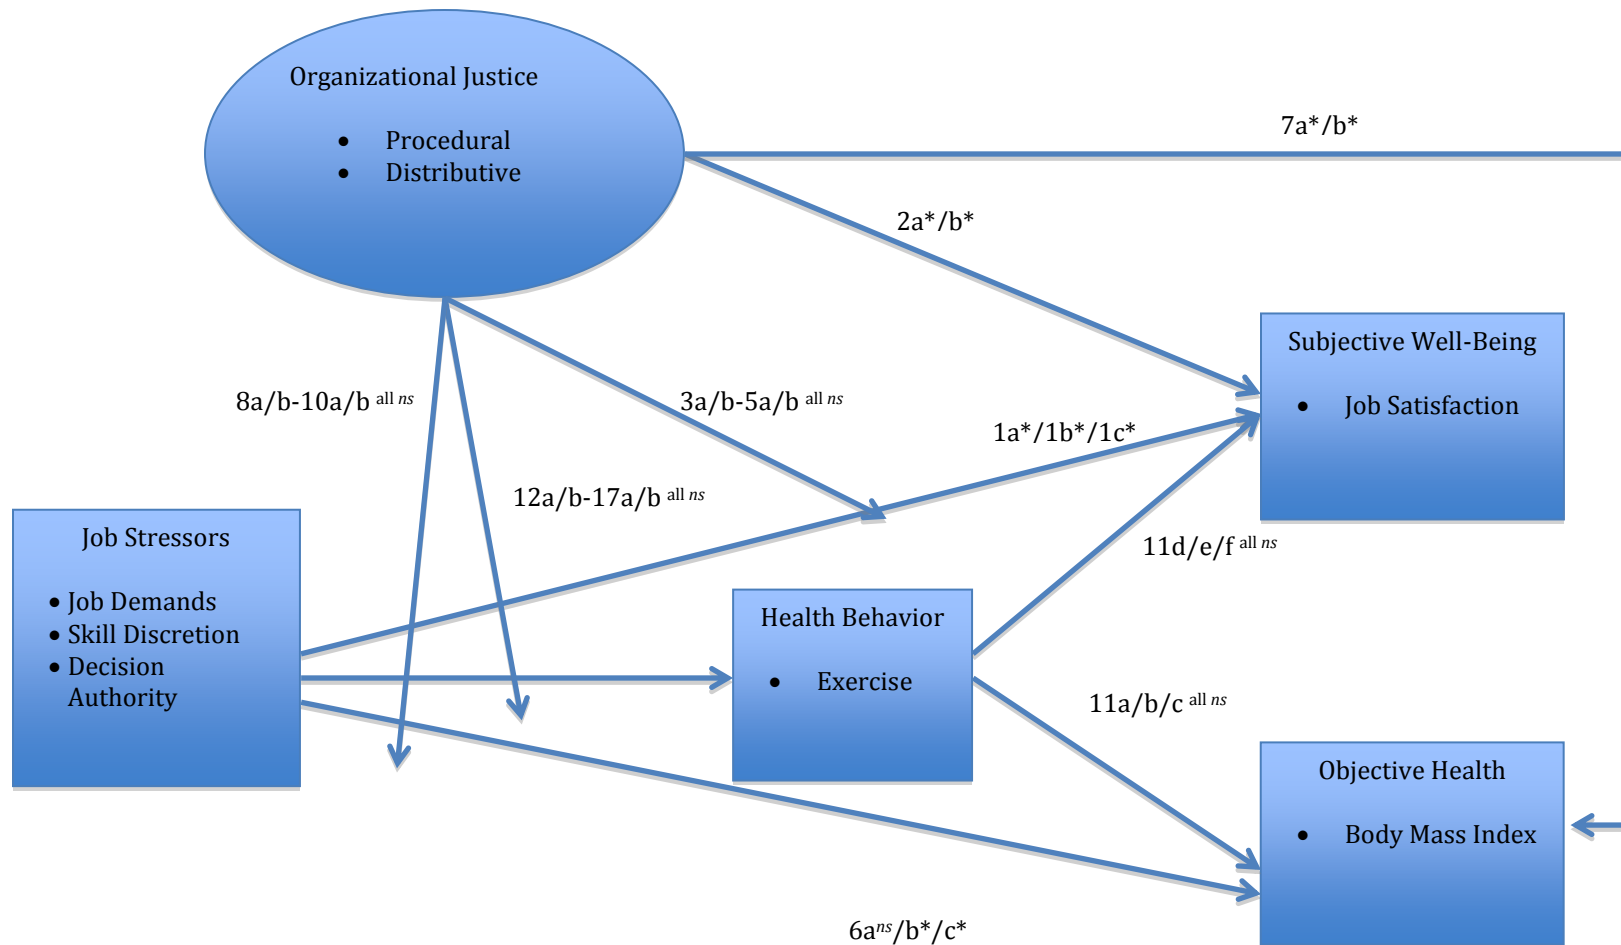 Organizational Justice
• Procedural
• Distributive
7a*/b*
2a*/b*
Subjective Well-Being
• Job Satisfaction
8a/b-10a/b all ns
3a/b-5a/b all ns
1a*/1b*/1c*
12a/b-17a/b all ns
Job Stressors
• Job Demands
• Skill Discretion
• Decision
Authority
11d/e/f all ns
Health Behavior
• Exercise
11a/b/c all ns
Objective Health
• Body Mass Index
6ans/b*/c*